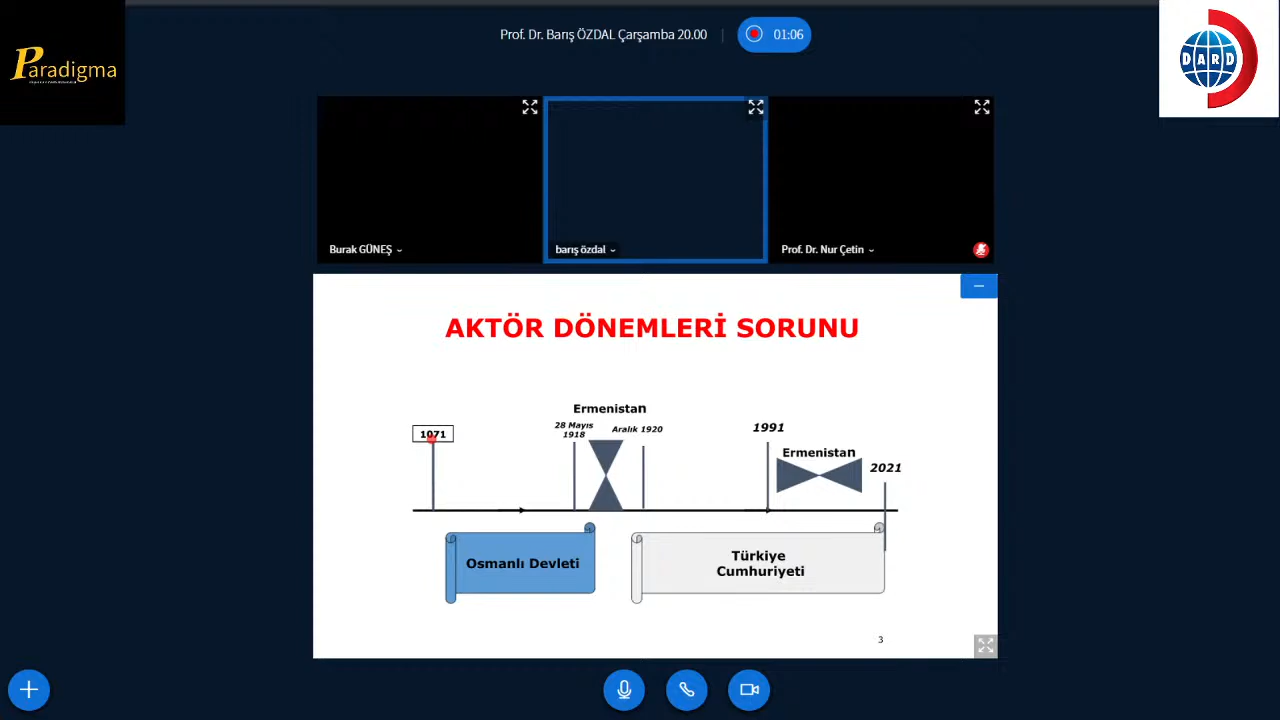 Prof. Dr. Barış ÖZDAL Çarşamba 20.00
01:06
Paradigma
DARD
Burak GÜNEŞ
barış özdal
Prof. Dr. Nur Çetin
AKTÖR DÖNEMLERİ SORUNU
Ermenistan
28 Mayıs
1918
Aralık 1920
1071
1991
Ermenistan
2021
Osmanlı Devleti
Türkiye
Cumhuriyeti
3